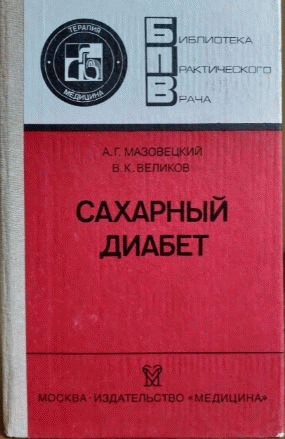 ТЕРАПИЯ
МЕДИЦИНА
БИБЛИОТЕКА
ПРАКТИЧЕСКОГО
ВРАЧА
А.Г. МАЗОВЕЦКИЙ
В.К. ВЕЛИКОВ
САХАРНЫЙ
ДИАБЕТ
МОСКВА · ИЗДАТЕЛЬСТВО «МЕДИЦИНА»